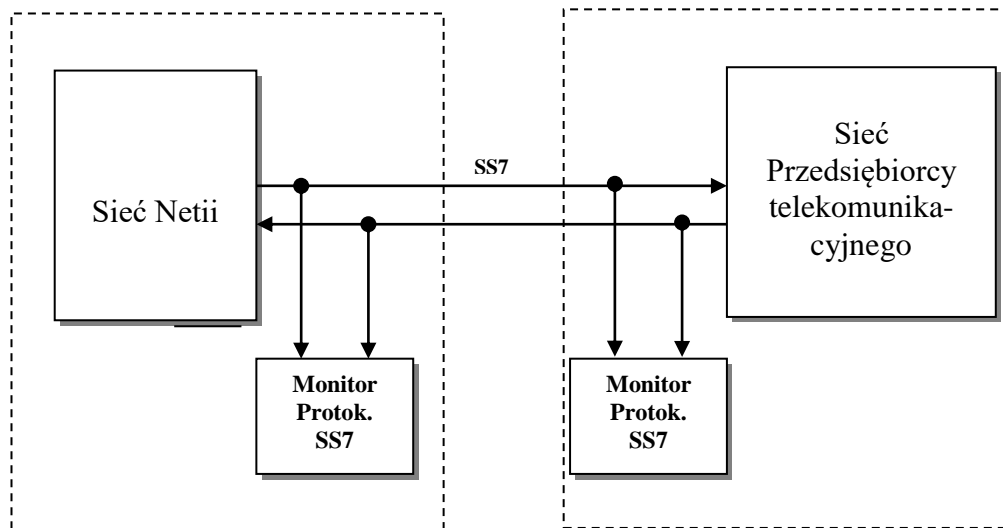 Sieć Netii
SS7
Sieć
Przedsiębiorcy
telekomunika-
cyjnego
Monitor
Protok.
SS7
Monitor
Protok.
SS7